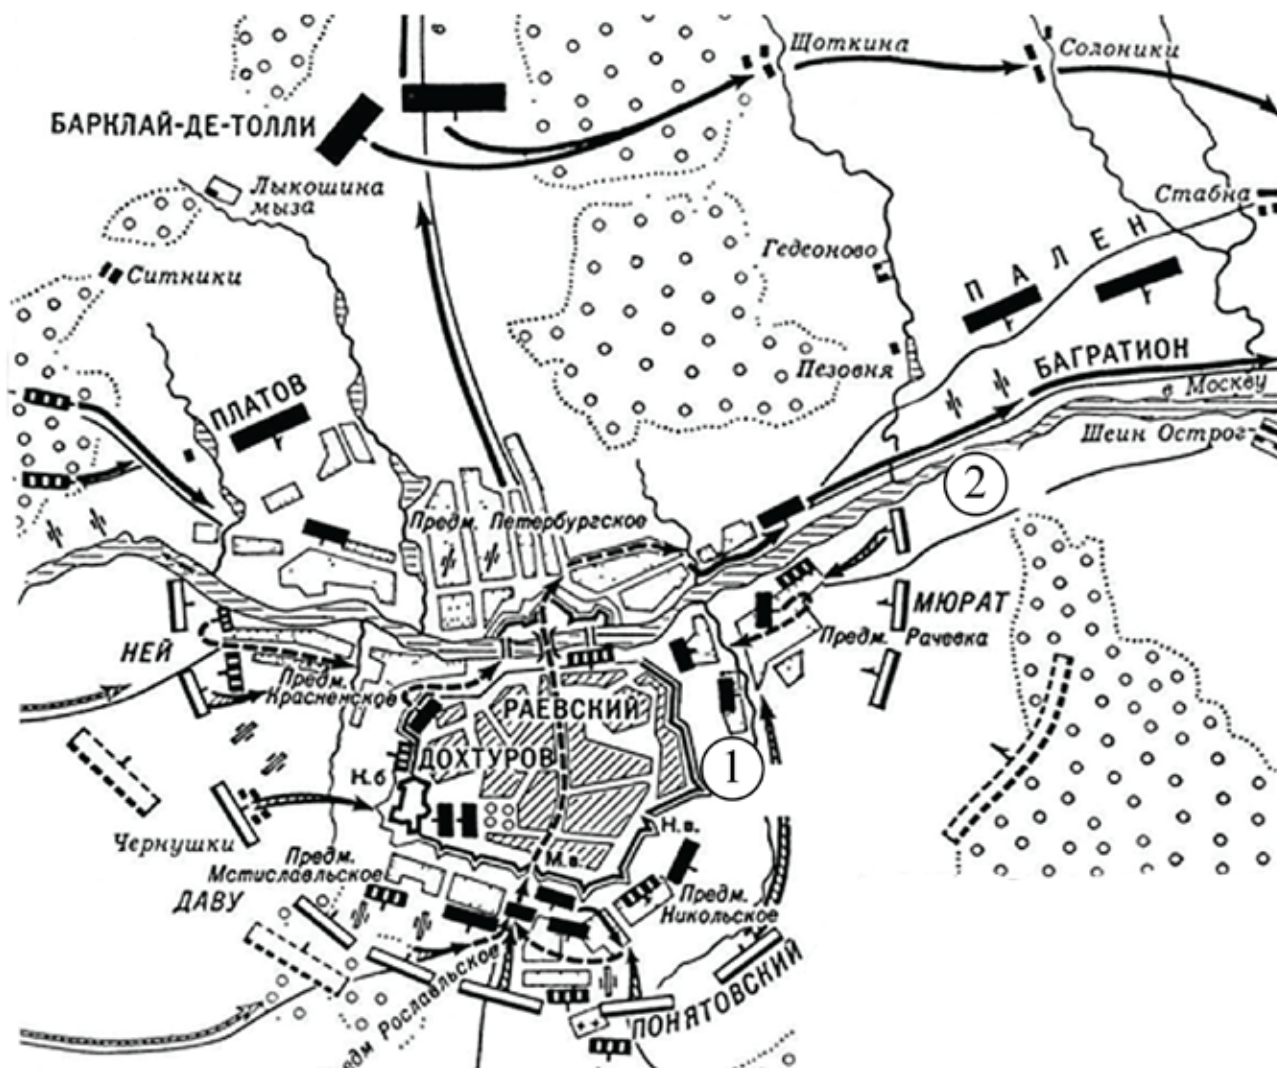 Щоткина
Солоники
БАРКЛАЙ-ДЕ-ТОЛЛИ
Лыкошина
мыза
Стабна
Гедеоново
Ситники
ПАЛЕН
Пезовня
БАГРАТИОН
в Москву
ПЛАТОВ
Шеин Острог
2
Предм. Петербургское
НЕЙ
МЮРАТ
Предм. Рачевка
Предм.
Красненское
РАЕВСКИЙ
ДОХТУРОВ
1
К.б
Чернушки
Н.в.
Предм.
Мстиславльское
М.в.
ДАВУ
Предм.
Никольское
Предм Рославльское
ПОНЯТОВСКИЙ